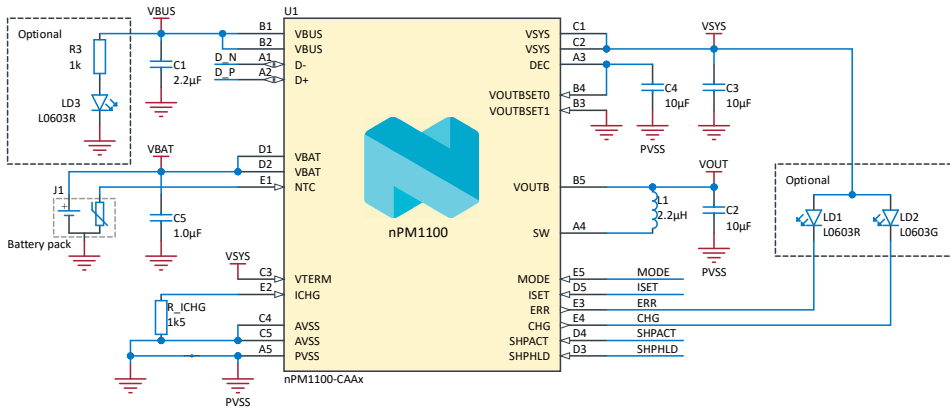 U1
VBUS
Optional
R3
1k
LD3
L0603R
C1
2.2µF
D_N
D_P
B1
B2
A1
A2
VBUS
VBUS
D-
D+
VBAT
J1
+
Battery pack
C5
1.0µF
D1
D2
E1
VBAT
VBAT
NTC
VSYS
R_ICHG
1k5
C3
E2
C4
C5
A5
VTERM
ICHG
AVSS
AVSS
PVSS
PVSS
nPM1100
nPM1100-CAAx
VSYS
VSYS
DEC
VOUTBSET0
VOUTBSET1
VOUTB
SW
MODE
ISET
ERR
CHG
SHPACT
SHPHLD
C1
C2
A3
B4
B3
B5
A4
E5
D5
E3
E4
D4
D3
VSYS
C4
10µF
PVSS
C3
10µF
VOUT
L1
2.2µH
C2
10µF
PVSS
MODE
ISET
ERR
CHG
SHPACT
SHPHLD
Optional
LD1
L0603R
LD2
L0603G